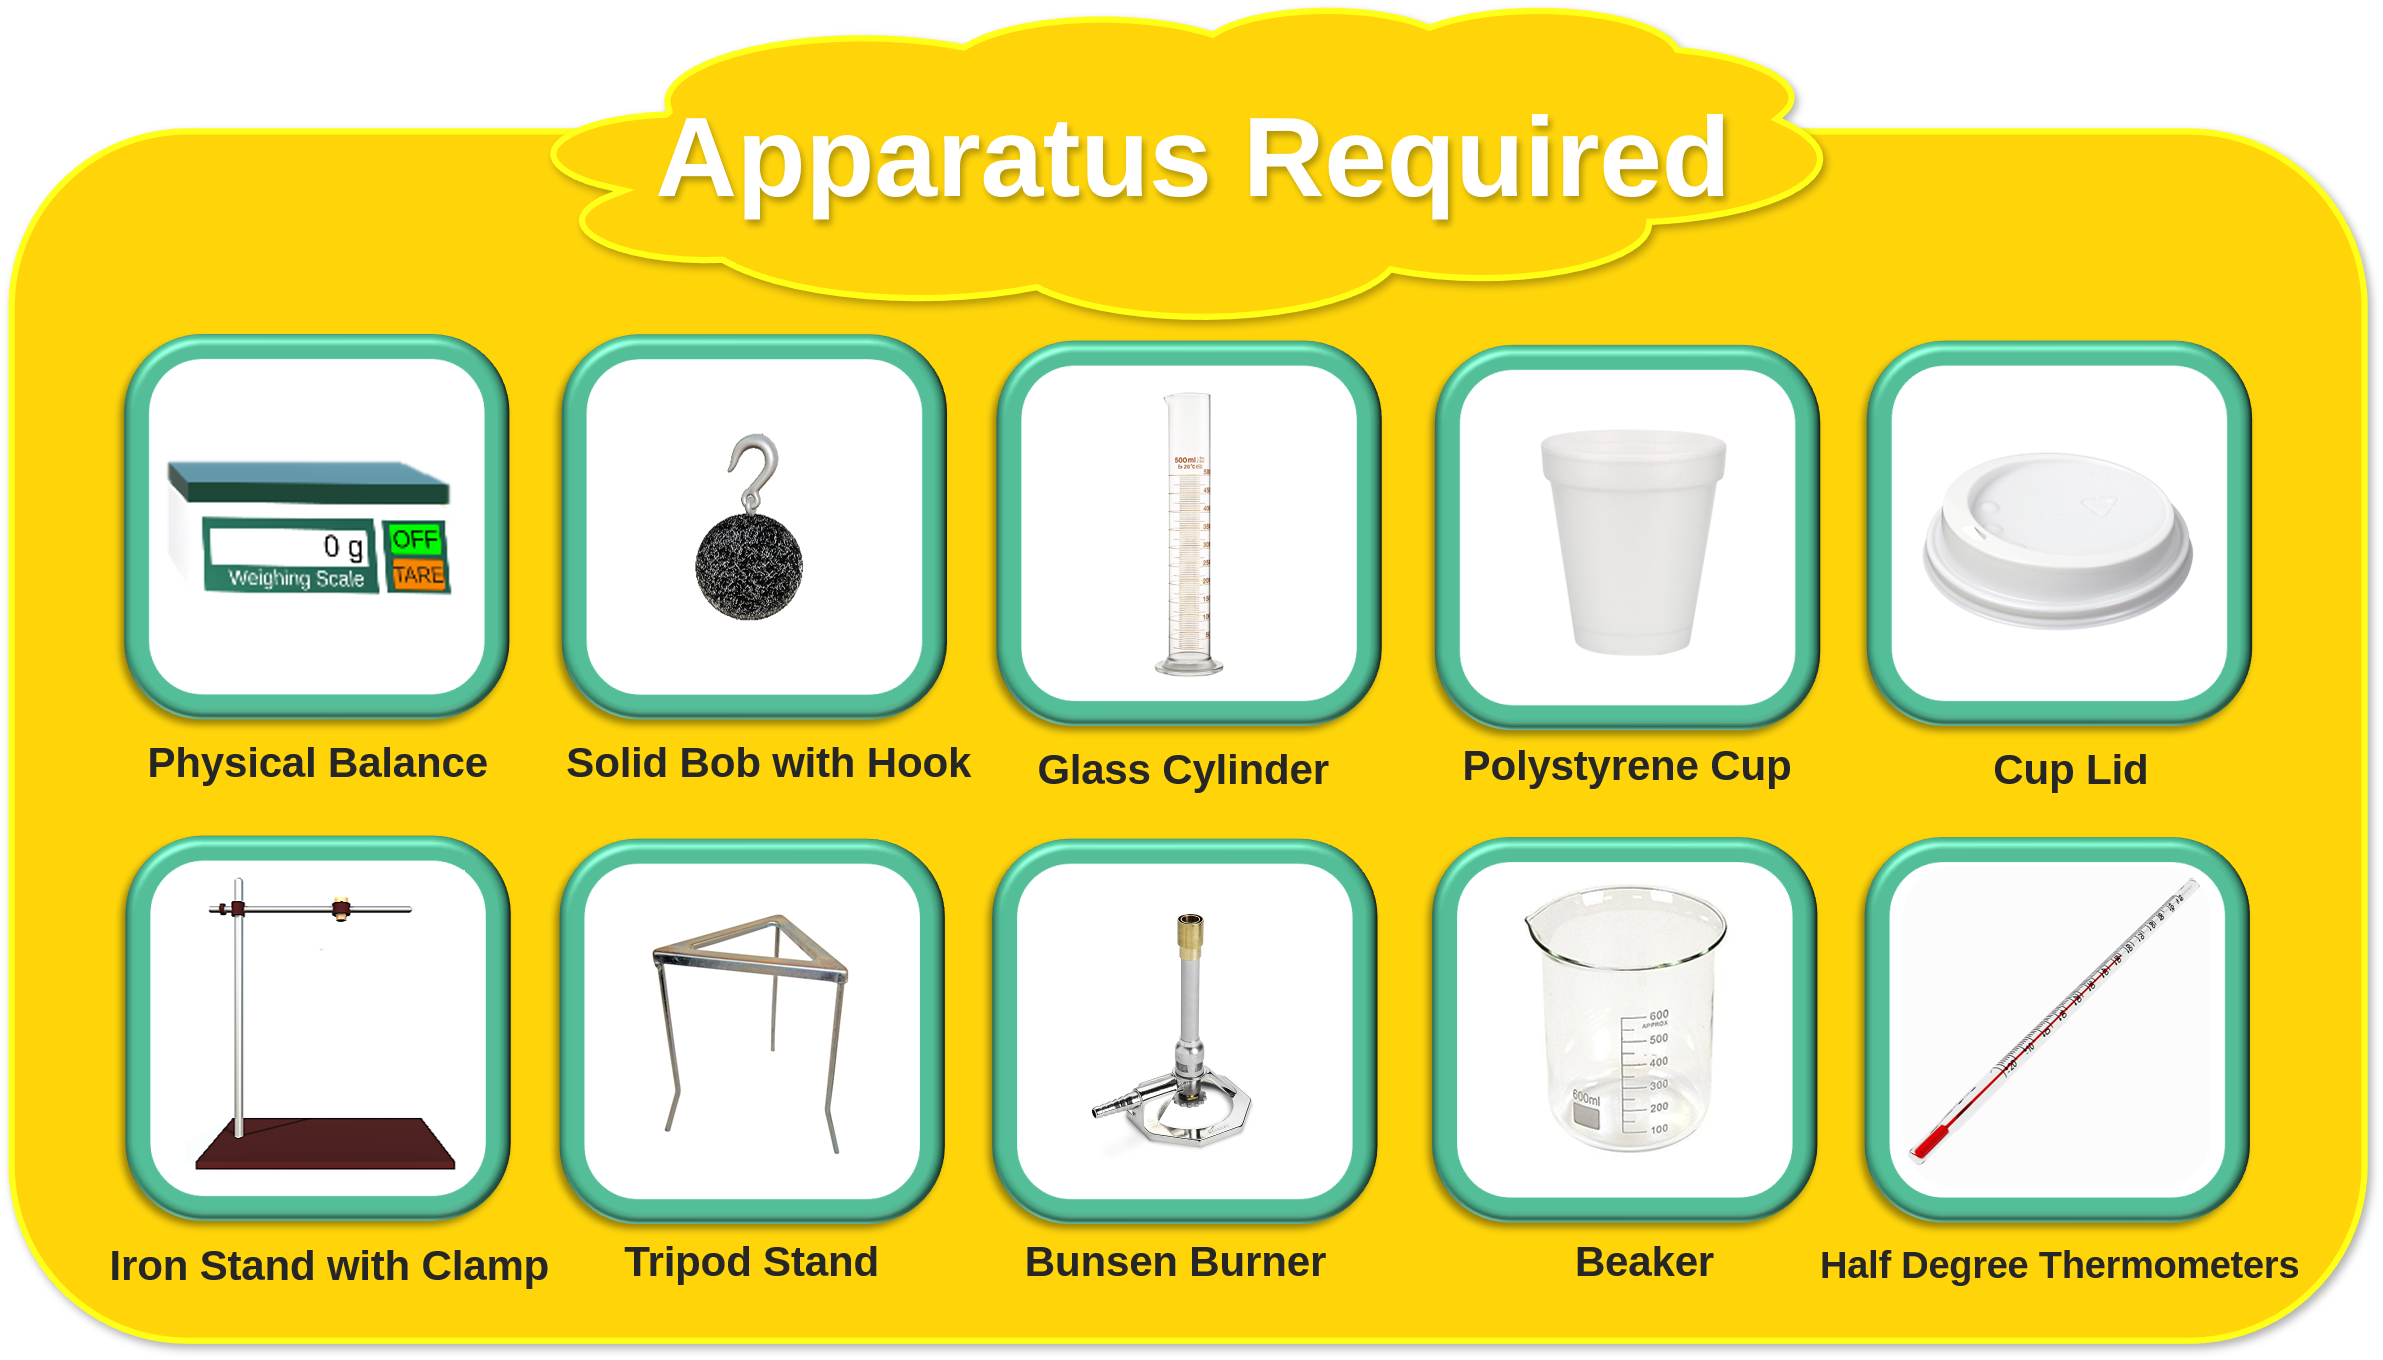 Apparatus Required
0 g
OFF
Weighing Scale
TARE
500ml
Physical Balance
Solid Bob with Hook
Glass Cylinder
Polystyrene Cup
Cup Lid
600
APPROX
500
400
300
600ml
200
100
Iron Stand with Clamp
Tripod Stand
Bunsen Burner
Beaker
Half Degree Thermometers